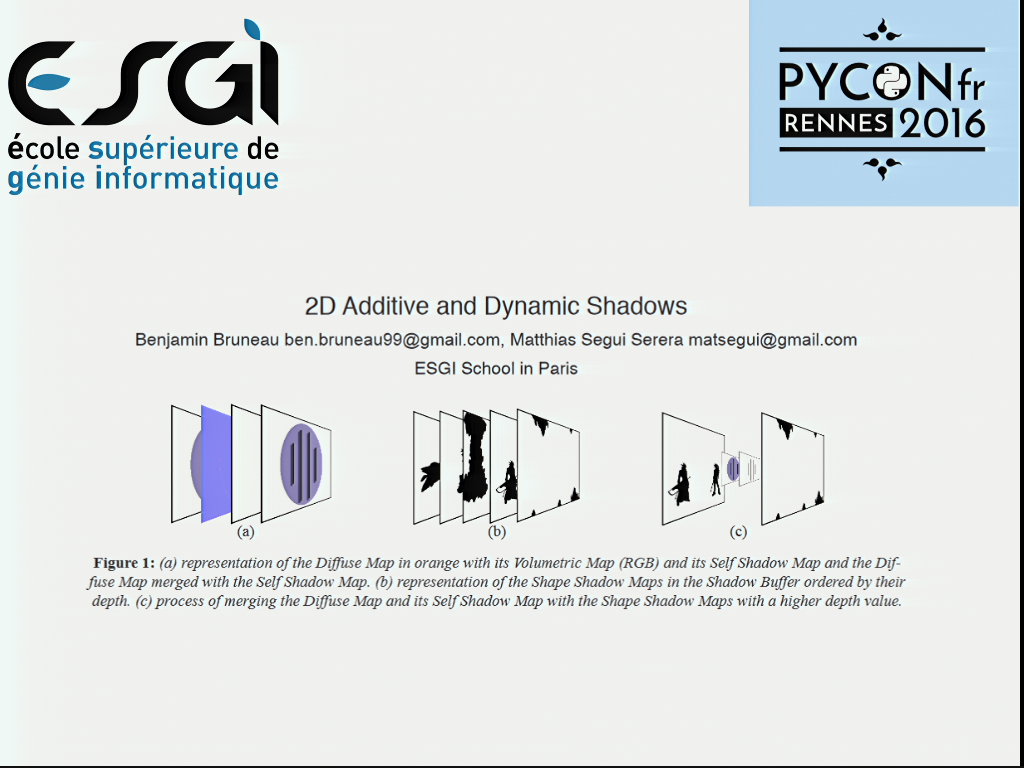 ESGI
école supérieure de
génie informatique
PYCONfr
RENNES 2016
2D Additive and Dynamic Shadows
Benjamin Bruneau ben.bruneau99@gmail.com, Matthias Segui Serera matsegui@gmail.com
ESGI School in Paris
(a) (b) (c)
Figure 1: (a) representation of the Diffuse Map in orange with its Volumetric Map (RGB) and its Self Shadow Map and the Dif-
fuse Map merged with the Self Shadow Map. (b) representation of the Shape Shadow Maps in the Shadow Buffer ordered by their
depth. (c) process of merging the Diffuse Map and its Self Shadow Map with the Shape Shadow Maps with a higher depth value.